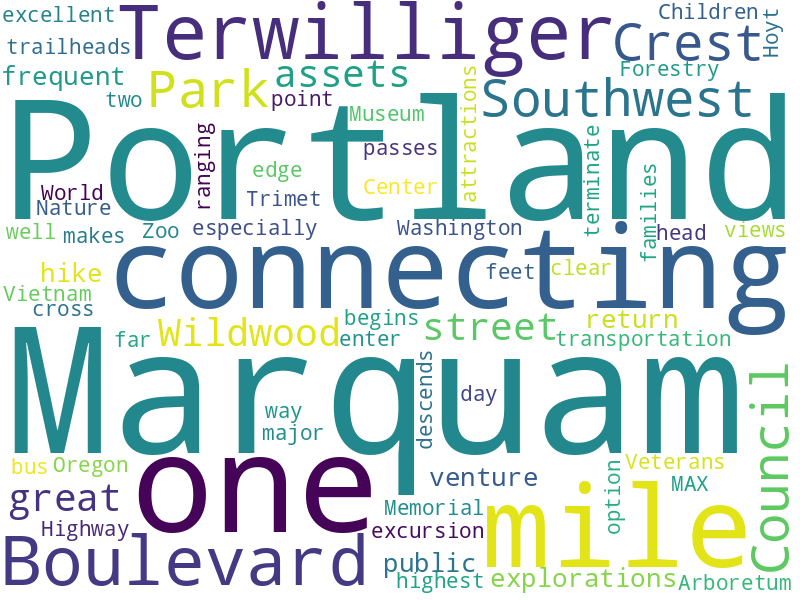 excellent
Terwilliger
Children
Hoyt
trailheads
Crest
frequent
Park
assets
Forestry
two
point
Southwest
attractions
Museum
Portland
ranging
passes
terminate
edge
World
Center
families
Nature
Trimet
well
makes
Zoo
especially
Washington
head
views
connecting
hike
feet
clear
Vietnam
cross
begins
return
far
Wildwood
enter
street
transportation
Marquam
descends
day
Council
way
major
one
bus
Oregon
Veterans
great
venture
mile
MAX
option
Highway
Memorial
excursion
Boulevard
public
highest
explorations
Arboretum